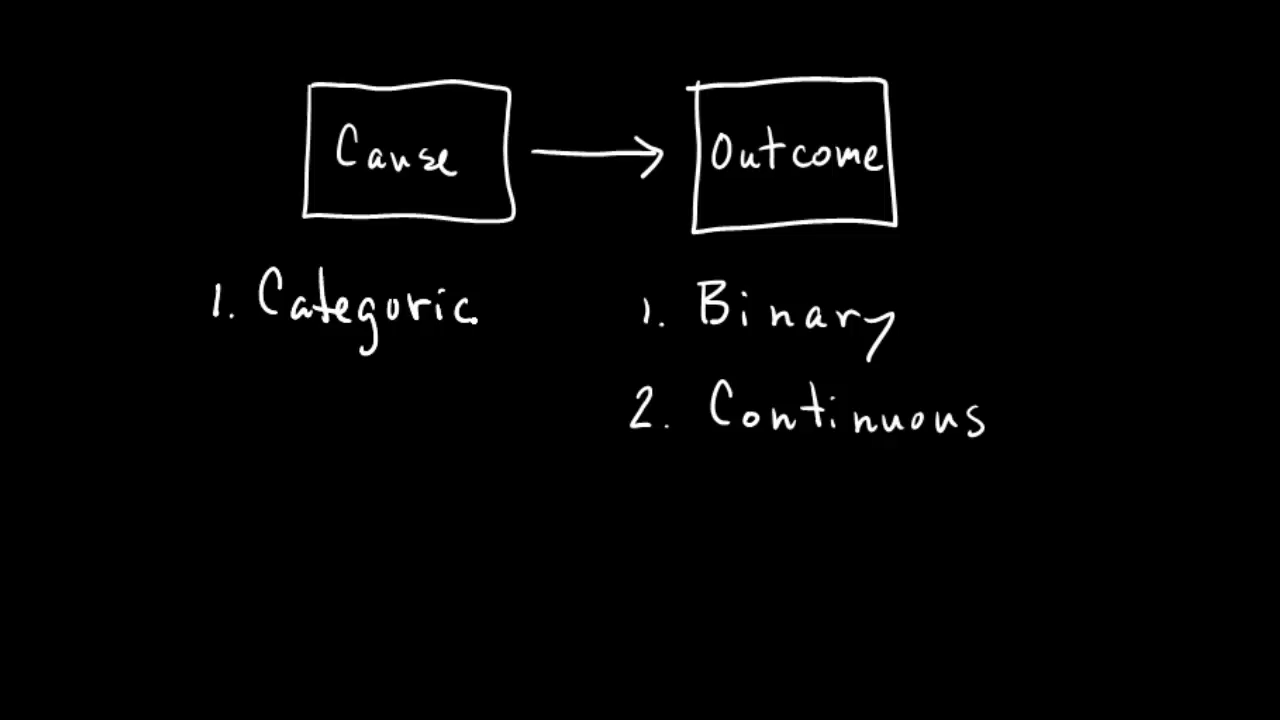 Cause
Outcome
1. Categoric
1. Binary
2. Continuous